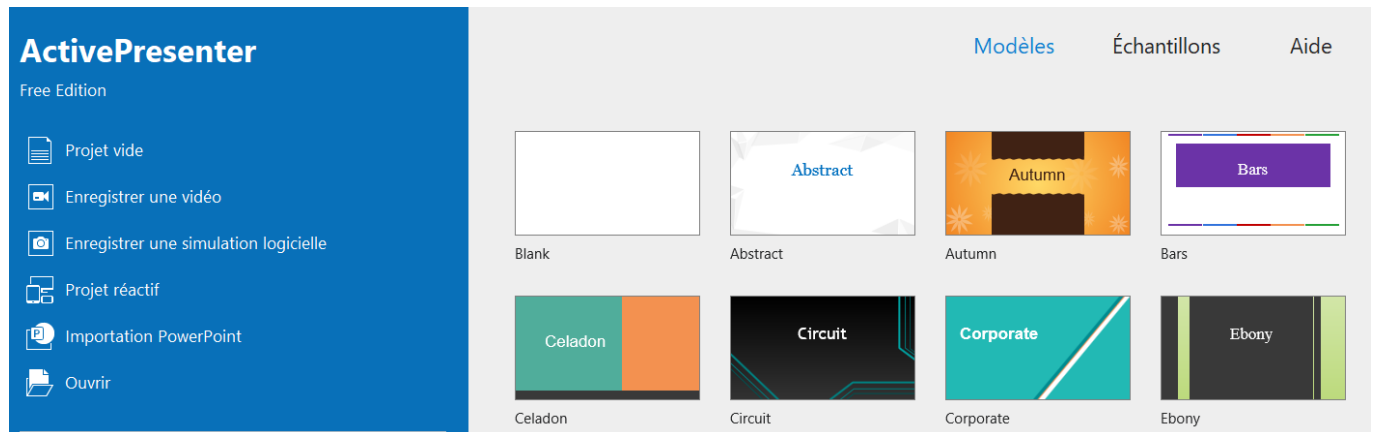 ActivePresenter
Free Edition
Projet vide
Enregistrer une vidéo
Enregistrer une simulation logicielle
Projet réactif
Importation PowerPoint
Ouvrir
Modèles Échantillons Aide
Abstract Autumn Bars
Blank Abstract Autumn Bars
Celadon Circuit Corporate Ebony
Celadon Circuit Corporate Ebony